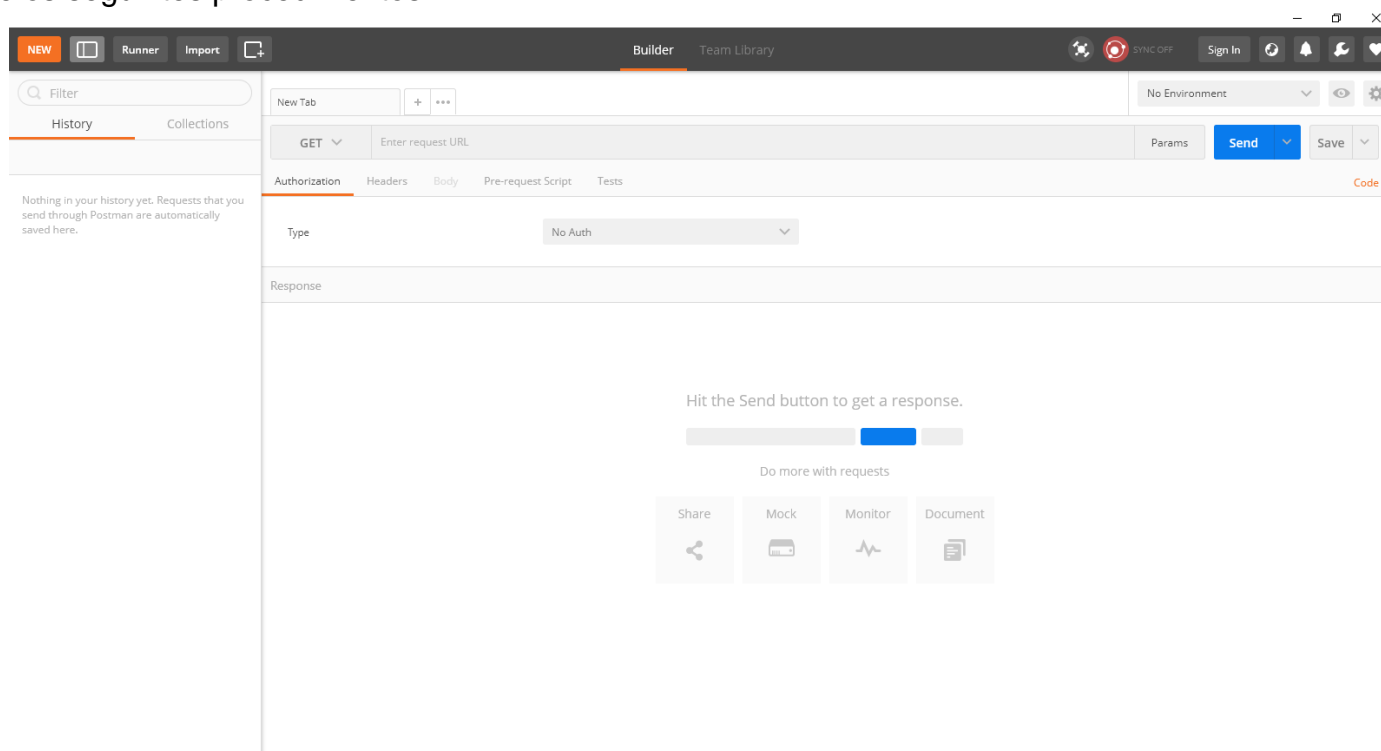 NEW Runner Import Builder Team Library SYNC OFF Sign In
Filter
History Collections
Nothing in your history yet. Requests that you
send through Postman are automatically
saved here.
New Tab + ••• No Environment
GET Enter request URL Params Send Save
Authorization Headers Body Pre-request Script Tests Code
Type No Auth
Response
Hit the Send button to get a response.
Do more with requests
Share Mock Monitor Document